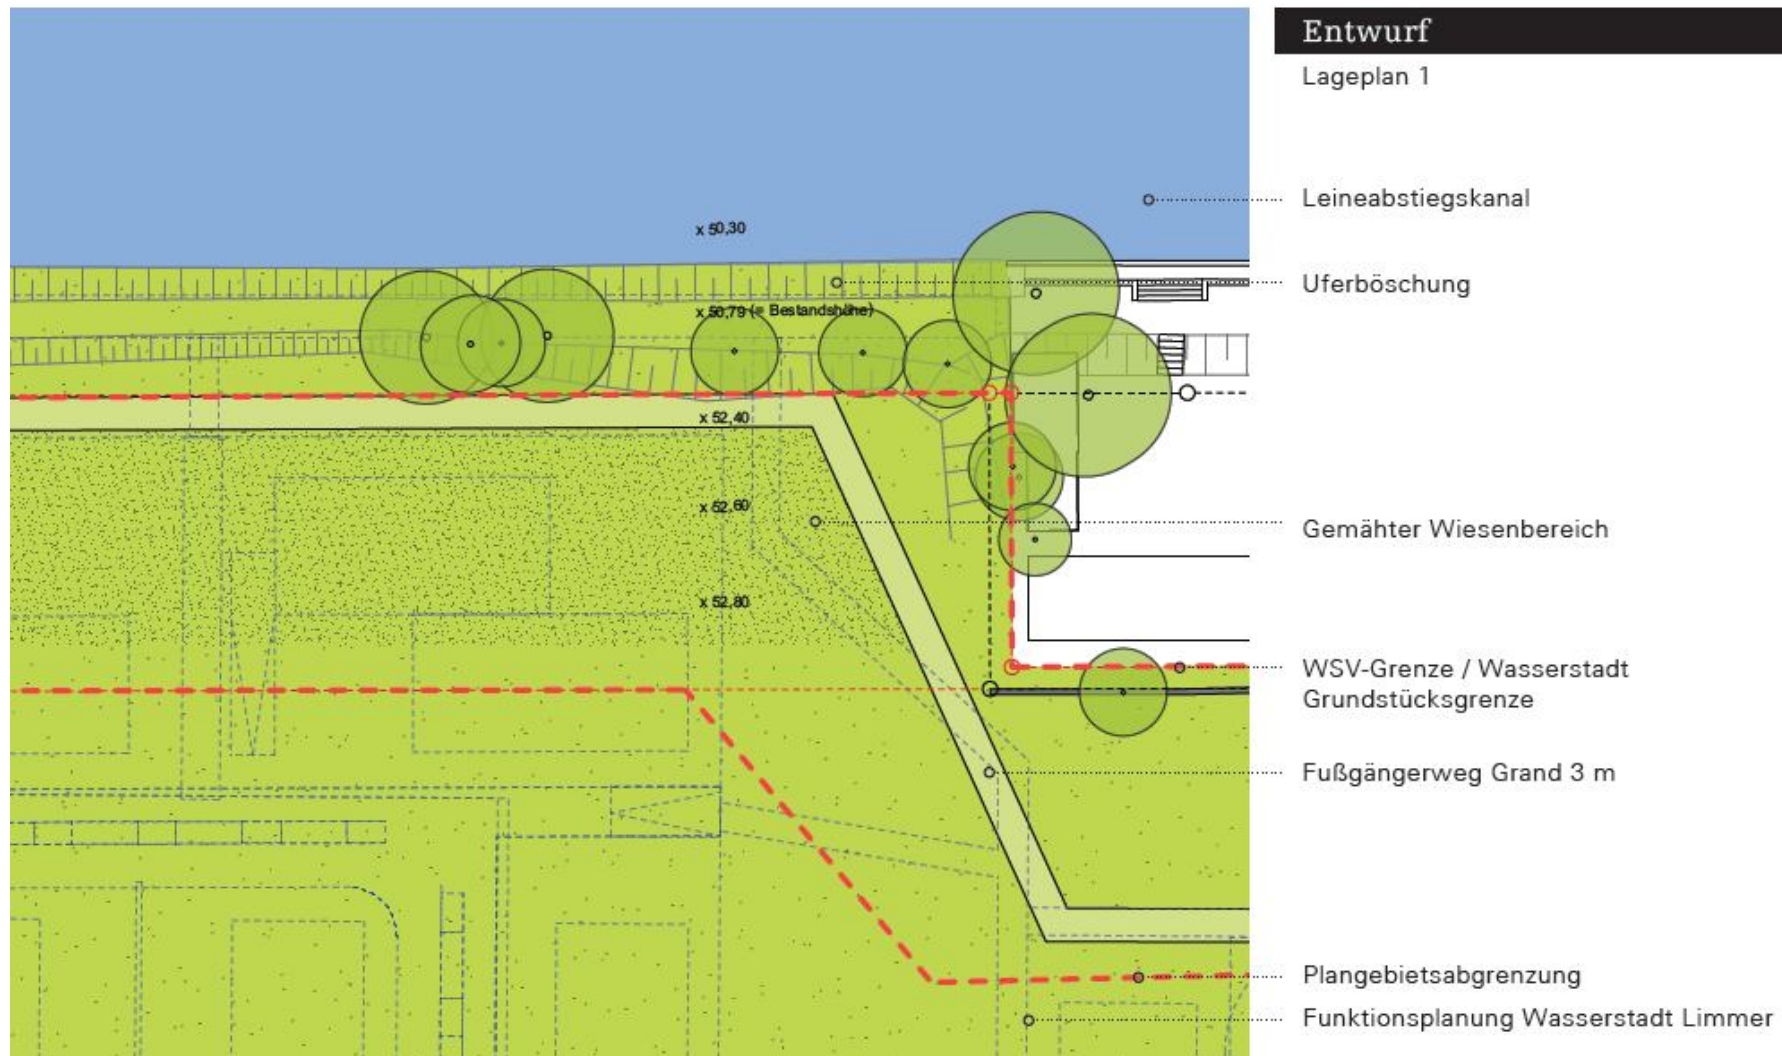 Entwurf
Lageplan 1
Leineabstiegskanal
x 50,30
Uferböschung
x 50,79 (= Bestandshöhe)
x 52,40
x 52,60
Gemähter Wiesenbereich
x 52,80
WSV-Grenze / Wasserstadt
Grundstücksgrenze
Fußgängerweg Grand 3 m
Plangebietsabgrenzung
Funktionsplanung Wasserstadt Limmer